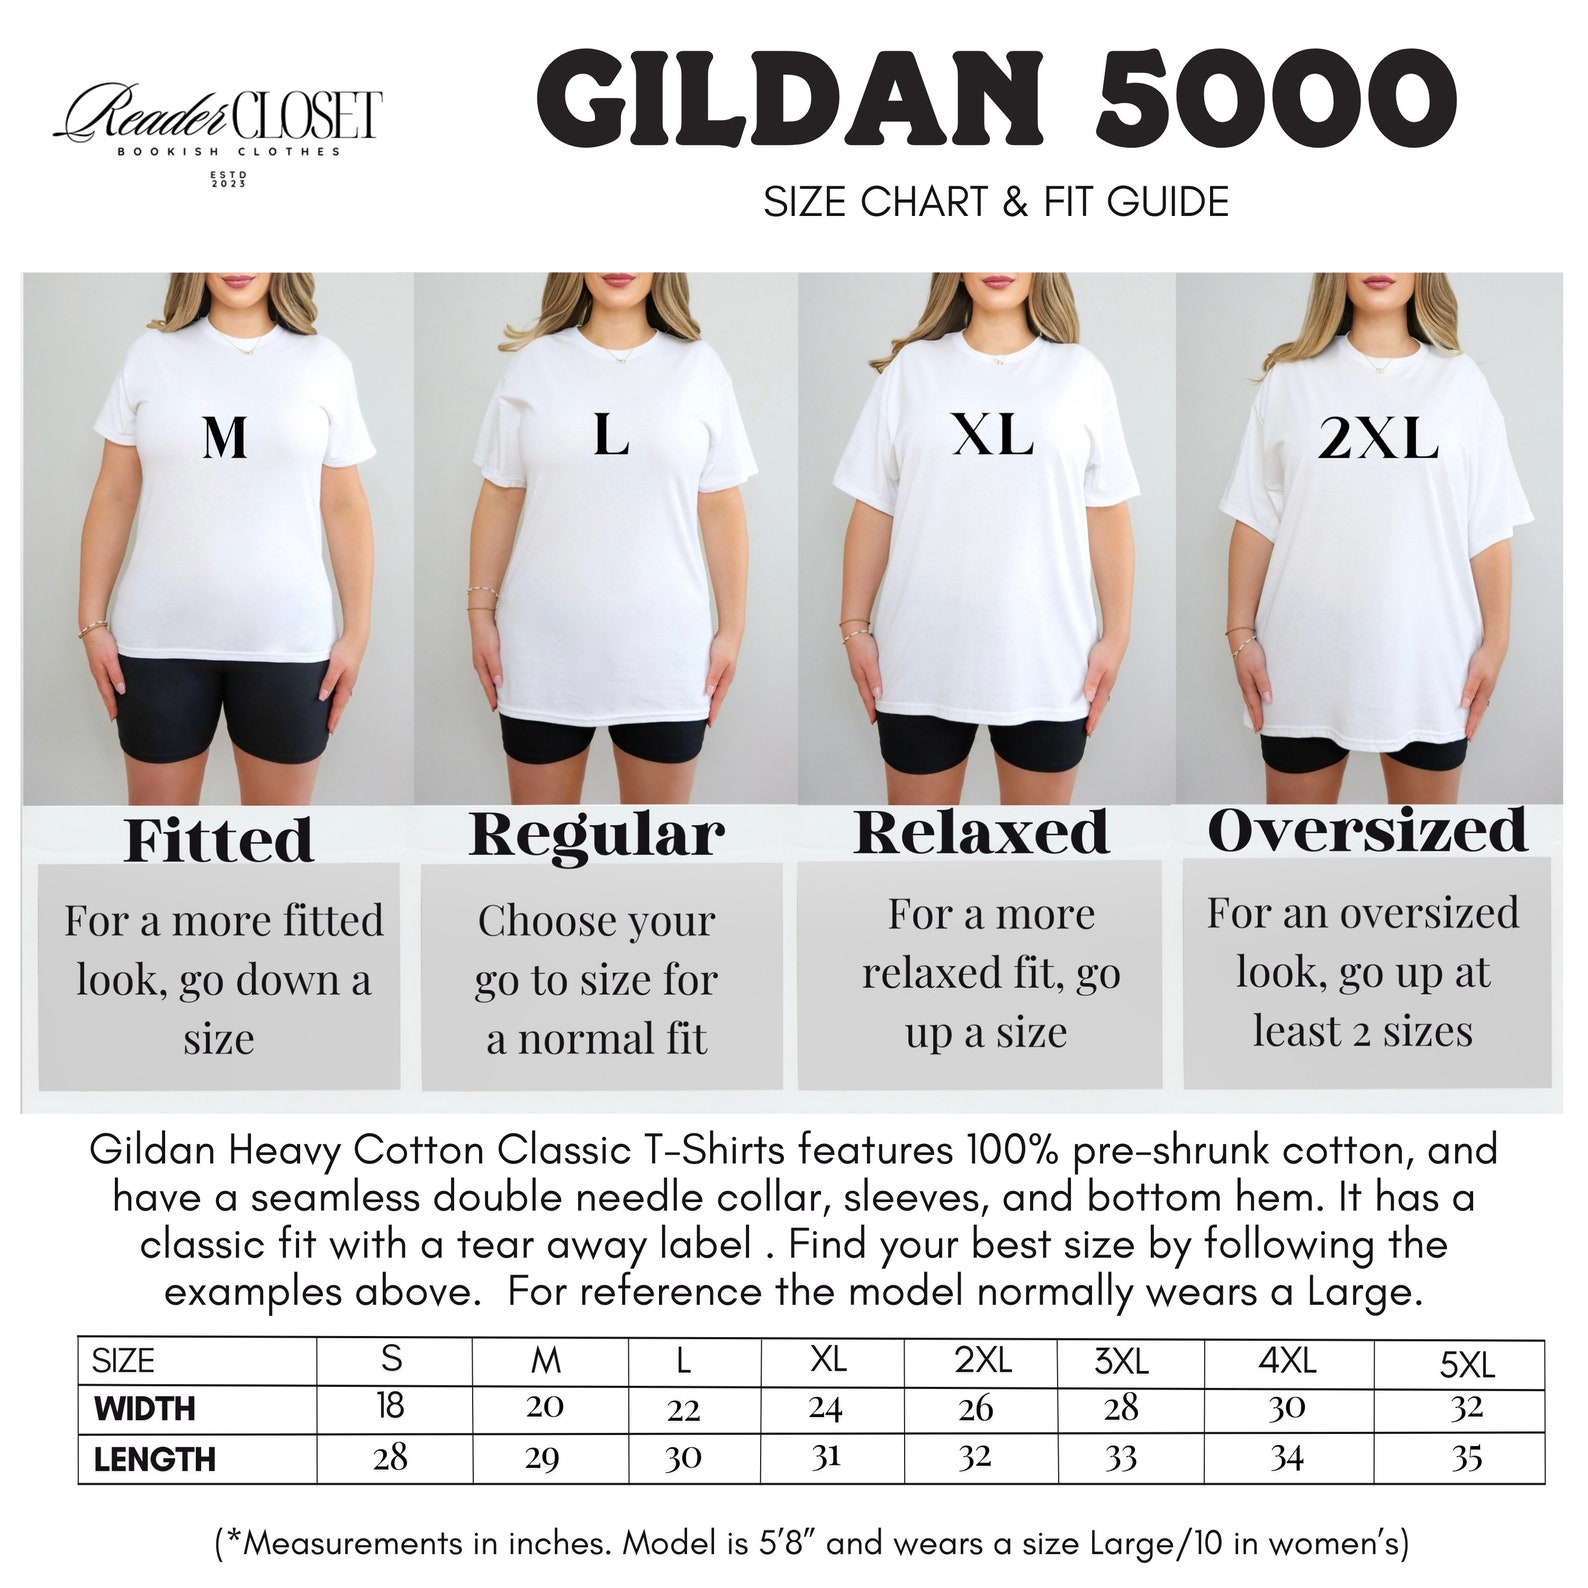 Reader CLOSET
BOOKISH CLOTHES
ESTD
2023
GILDAN 5000
SIZE CHART & FIT GUIDE
M L XL 2XL
Fitted Regular Relaxed Oversized
For a more fitted
look, go down a
size
Choose your
go to size for
a normal fit
For a more
relaxed fit, go
up a size
For an oversized
look, go up at
least 2 sizes
Gildan Heavy Cotton Classic T-Shirts features 100% pre-shrunk cotton, and
have a seamless double needle collar, sleeves, and bottom hem. It has a
classic fit with a tear away label . Find your best size by following the
examples above. For reference the model normally wears a Large.
SIZE S M L XL 2XL 3XL 4XL 5XL
WIDTH 18 20 22 24 26 28 30 32
LENGTH 28 29 30 31 32 33 34 35
(*Measurements in inches. Model is 5'8” and wears a size Large/10 in women's)